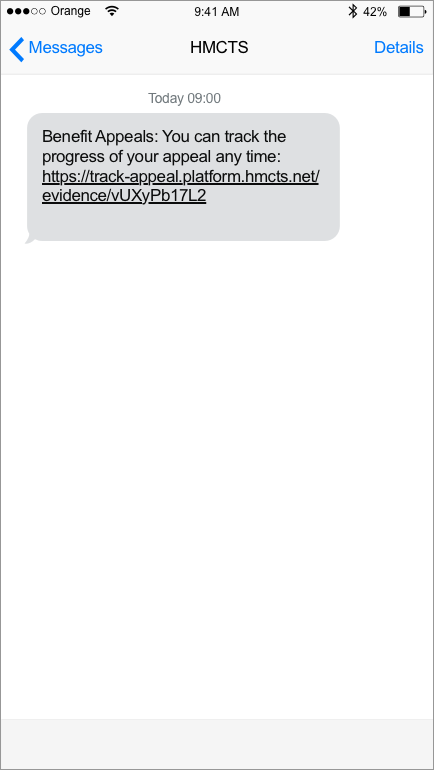 Orange 9:41 AM 42%
Messages HMCTS Details
Today 09:00
Benefit Appeals: You can track the
progress of your appeal any time:
https://track-appeal.platform.hmcts.net/
evidence/vUXyPb17L2